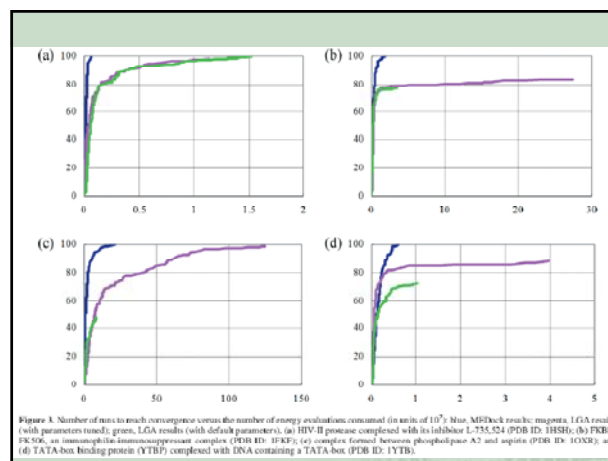 (a)
100
80
60
40
20
0
0 0.5 1 1.5 2
(b)
100
80
60
40
20
0
0 10 20 30
(c)
100
80
60
40
20
0
0 50 100 150
(d)
100
80
60
40
20
0
0 1 2 3 4 5
Figure 3. Number of runs to reach convergence versus the number of energy evaluations consumed (in units of 10⁷): blue, MEDock results; magenta, LGA resul
(with parameters tuned); green, LGA results (with default parameters). (a) HIV-II protease complexed with its inhibitor L-735,524 (PDB ID: 1HSH); (b) FKB
FK506, an immunophilin-immunosuppressant complex (PDB ID: 1FKF); (c) complex formed between phospholipase A2 and aspirin (PDB ID: 1OXR); a
(d) TATA-box binding protein (YTBP) complexed with DNA containing a TATA-box (PDB ID: 1YTB).